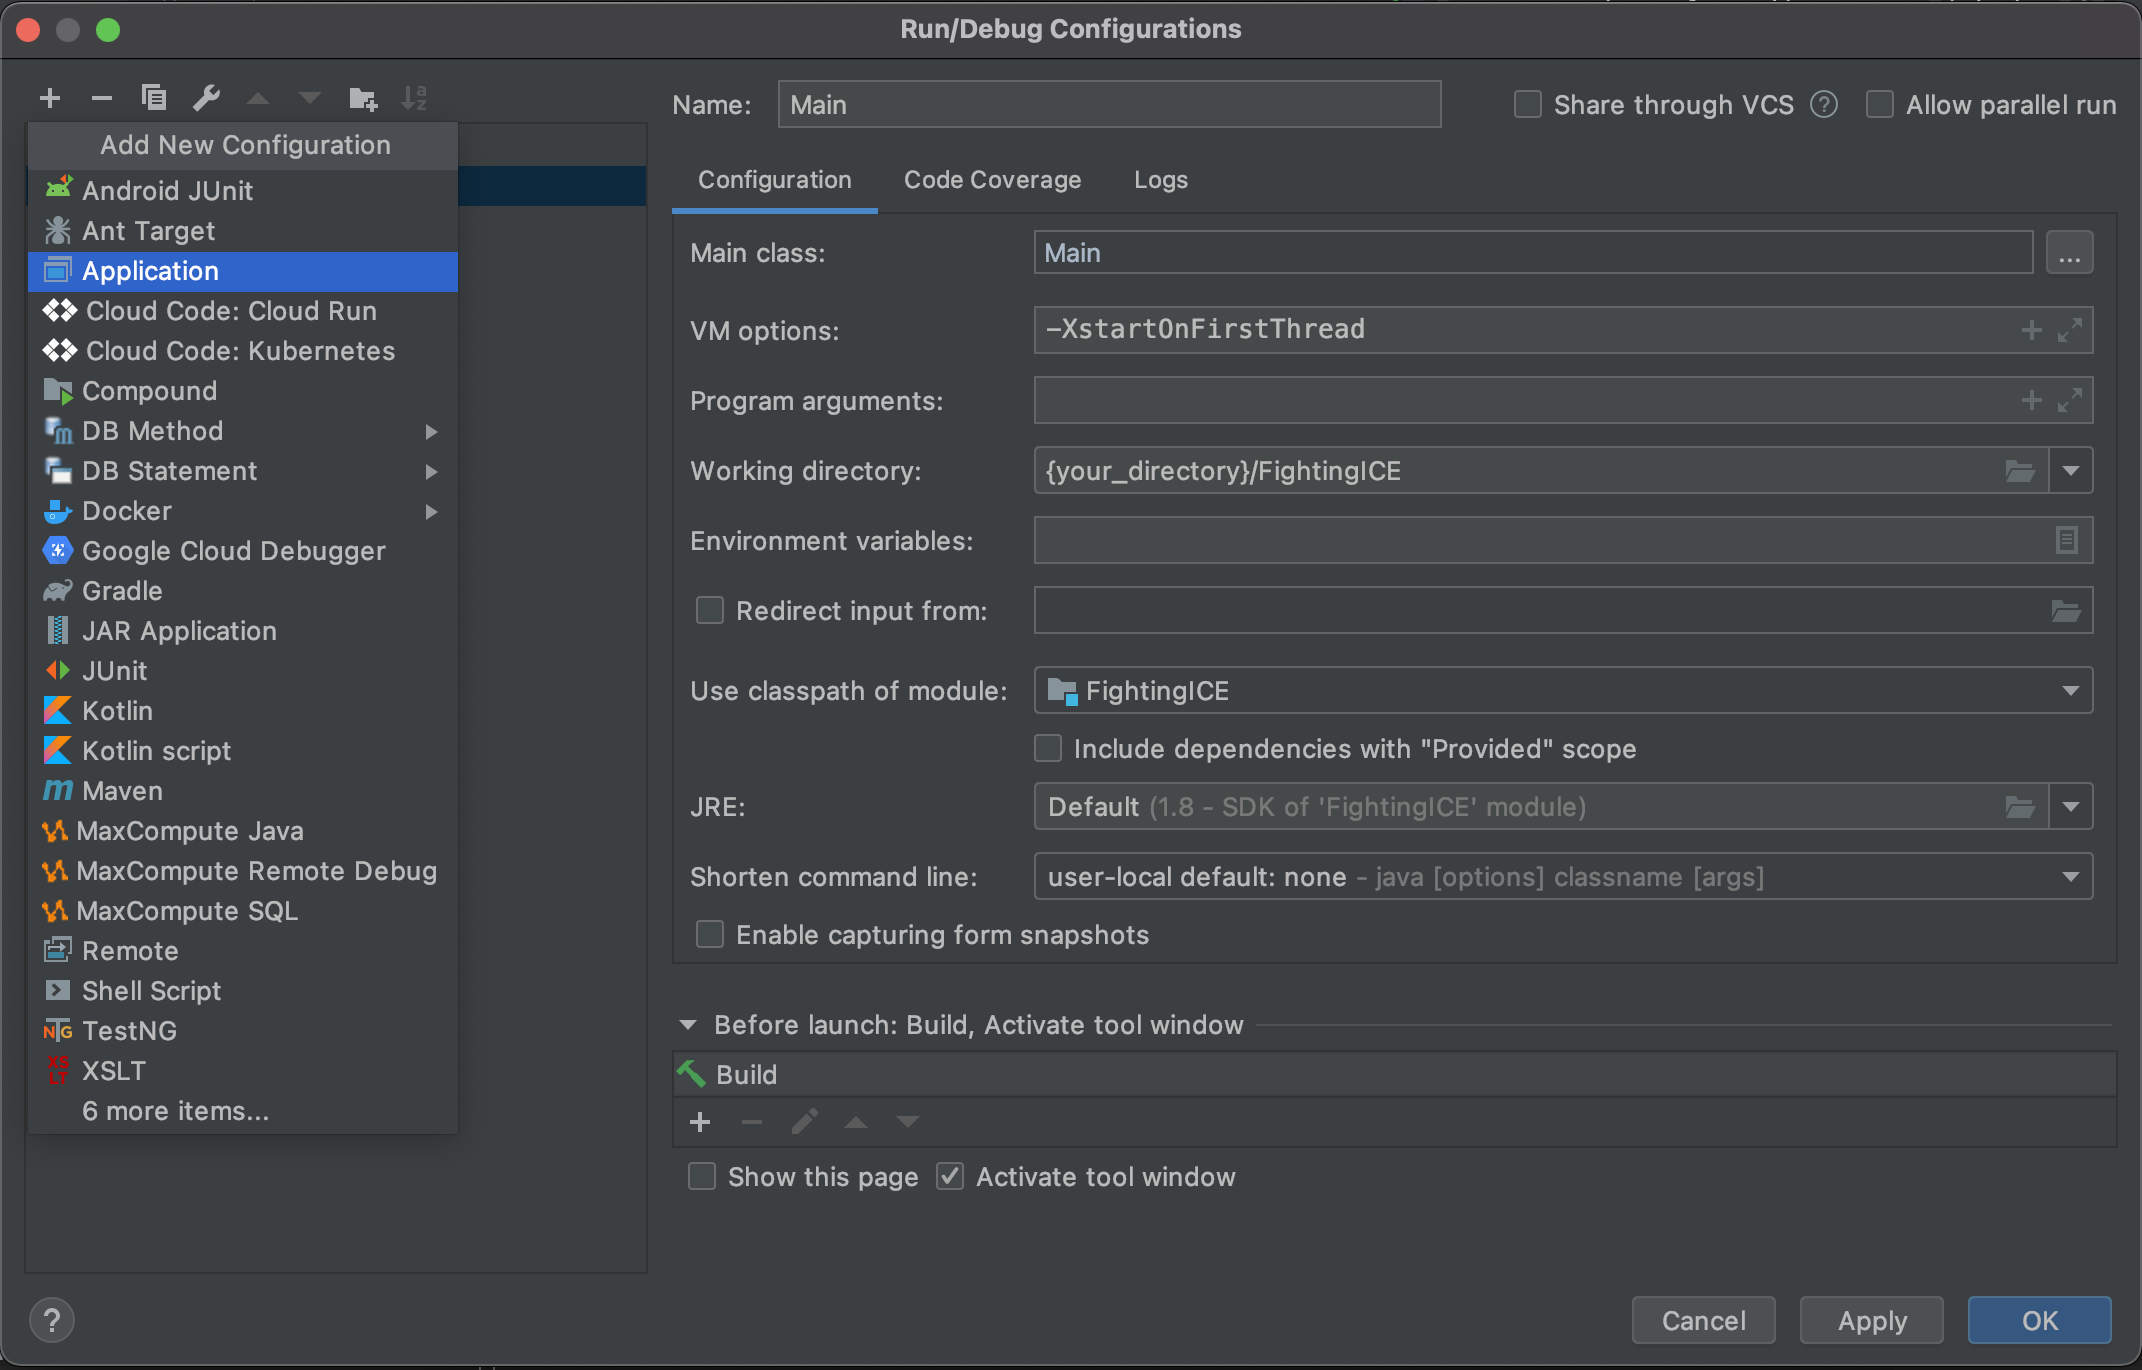 Run/Debug Configurations
Add New Configuration
Android JUnit
Ant Target
Application
Cloud Code: Cloud Run
Cloud Code: Kubernetes
Compound
DB Method
DB Statement
Docker
Google Cloud Debugger
Gradle
JAR Application
JUnit
Kotlin
Kotlin script
Maven
MaxCompute Java
MaxCompute Remote Debug
MaxCompute SQL
Remote
Shell Script
TestNG
XSLT
6 more items...
Name: Main
Share through VCS ?
Allow parallel run
Configuration Code Coverage Logs
Main class: Main ...
VM options: -XstartOnFirstThread
Program arguments:
Working directory: {your_directory}/FightingICE
Environment variables:
Redirect input from:
Use classpath of module: FightingICE
Include dependencies with "Provided" scope
JRE: Default (1.8 - SDK of 'FightingICE' module)
Shorten command line: user-local default: none - java [options] classname [args]
Enable capturing form snapshots
Before launch: Build, Activate tool window
Build
Show this page Activate tool window
? Cancel Apply OK